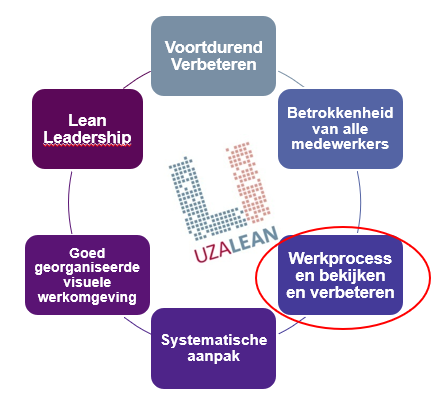 Voortdurend
Verbeteren
Betrokkenheid
van alle
medewerkers
Werkprocess
en bekijken
en verbeteren
Systematische
aanpak
Goed
georganiseerde
visuele
werkomgeving
Lean
Leadership
UZALEAN